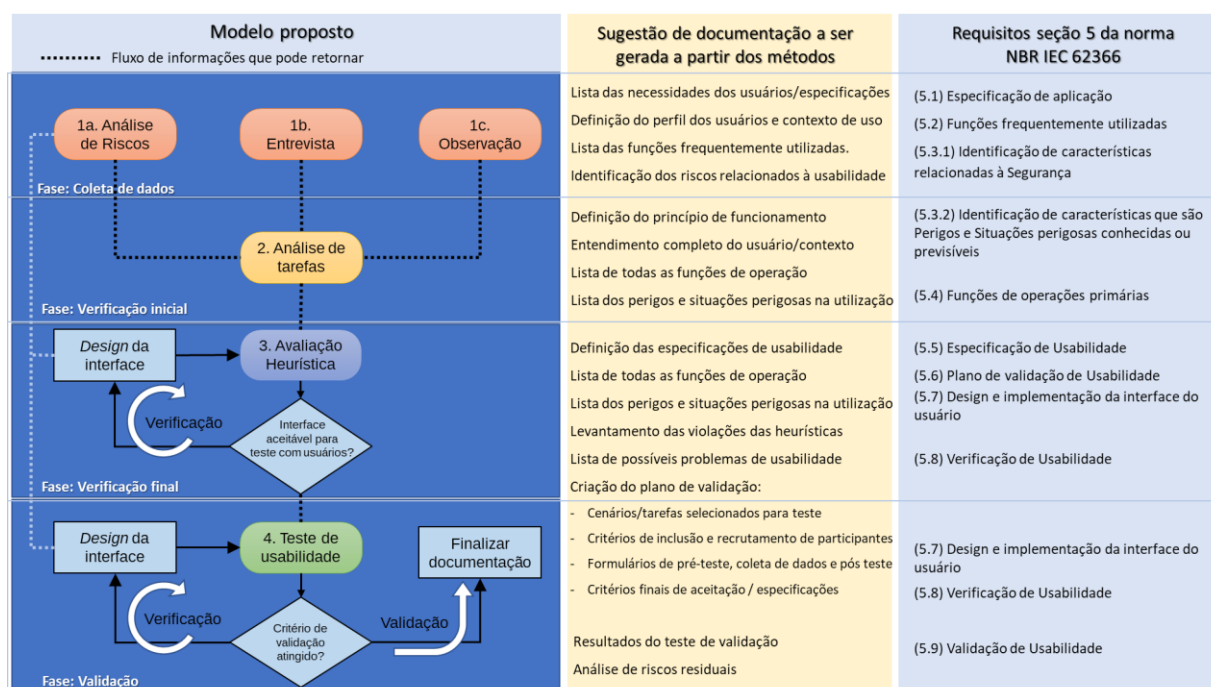 Modelo proposto
Fluxo de informações que pode retornar
Sugestão de documentação a ser
gerada a partir dos métodos
Requisitos seção 5 da norma
NBR IEC 62366
1a. Análise
de Riscos
1b.
Entrevista
1c.
Observação
Fase: Coleta de dados
Lista das necessidades dos usuários/especificações
Definição do perfil dos usuários e contexto de uso
Lista das funções frequentemente utilizadas.
Identificação dos riscos relacionados à usabilidade
(5.1) Especificação de aplicação
(5.2) Funções frequentemente utilizadas
(5.3.1) Identificação de características
relacionadas à Segurança
2. Análise de
tarefas
Fase: Verificação inicial
Definição do princípio de funcionamento
Entendimento completo do usuário/contexto
Lista de todas as funções de operação
Lista dos perigos e situações perigosas na utilização
(5.3.2) Identificação de características que são
Perigos e Situações perigosas conhecidas ou
previsíveis
(5.4) Funções de operações primárias
Design da
interface
3. Avaliação
Heurística
Verificação
Interface
aceitável para
teste com usuários?
Fase: Verificação final
Definição das especificações de usabilidade
Lista de todas as funções de operação
Lista dos perigos e situações perigosas na utilização
Levantamento das violações das heurísticas
Lista de possíveis problemas de usabilidade
Criação do plano de validação:
(5.5) Especificação de Usabilidade
(5.6) Plano de validação de Usabilidade
(5.7) Design e implementação da interface do
usuário
(5.8) Verificação de Usabilidade
Design da
interface
4. Teste de
usabilidade
Finalizar
documentação
Verificação
Critério de
validação
atingido?
Validação
Fase: Validação
- Cenários/tarefas selecionados para teste
- Critérios de inclusão e recrutamento de participantes
- Formulários de pré-teste, coleta de dados e pós teste
- Critérios finais de aceitação / especificações
Resultados do teste de validação
Análise de riscos residuais
(5.7) Design e implementação da interface do
usuário
(5.8) Verificação de Usabilidade
(5.9) Validação de Usabilidade